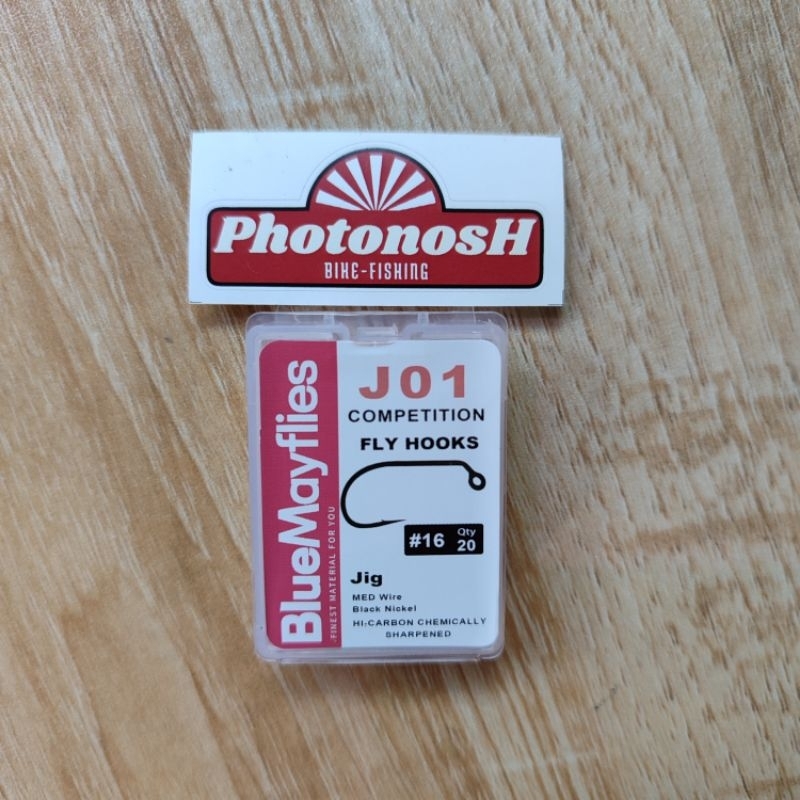 PhotonosH
BIKE-FISHING
BlueMayflies
FINEST MATERIAL FOR YOU
J01
COMPETITION
FLY HOOKS
#16 Qty 20
Jig
MED Wire
Black Nickel
HI-CARBON CHEMICALLY
SHARPENED